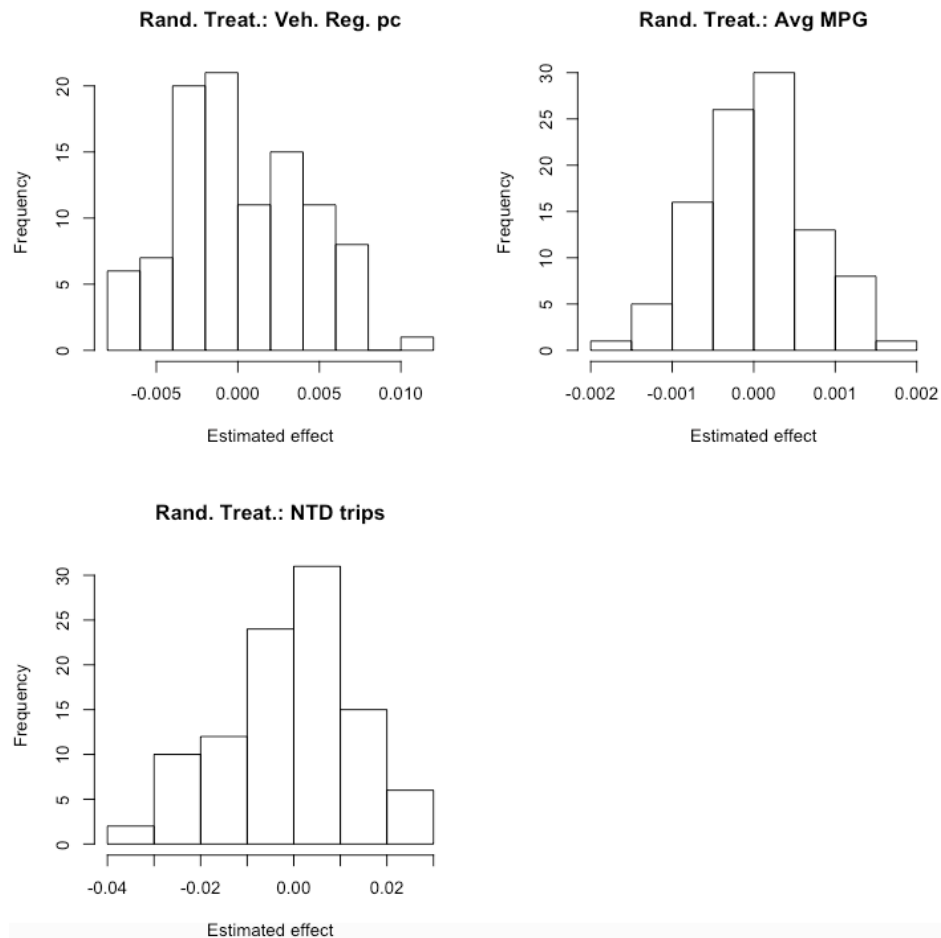 Rand. Treat.: Veh. Reg. pc
Frequency
20
15
10
5
0
-0.005 0.000 0.005 0.010
Estimated effect
Rand. Treat.: Avg MPG
Frequency
30
25
20
15
10
5
0
-0.002 -0.001 0.000 0.001 0.002
Estimated effect
Rand. Treat.: NTD trips
Frequency
30
25
20
15
10
5
0
-0.04 -0.02 0.00 0.02
Estimated effect